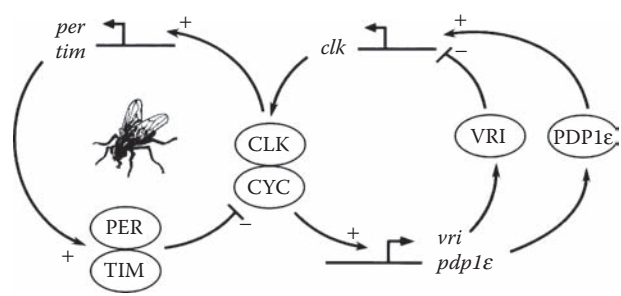 per
tim
+
clk
+
−
CLK
CYC
VRI
PDP1ε
PER
TIM
+
−
+
vri
pdp1ε